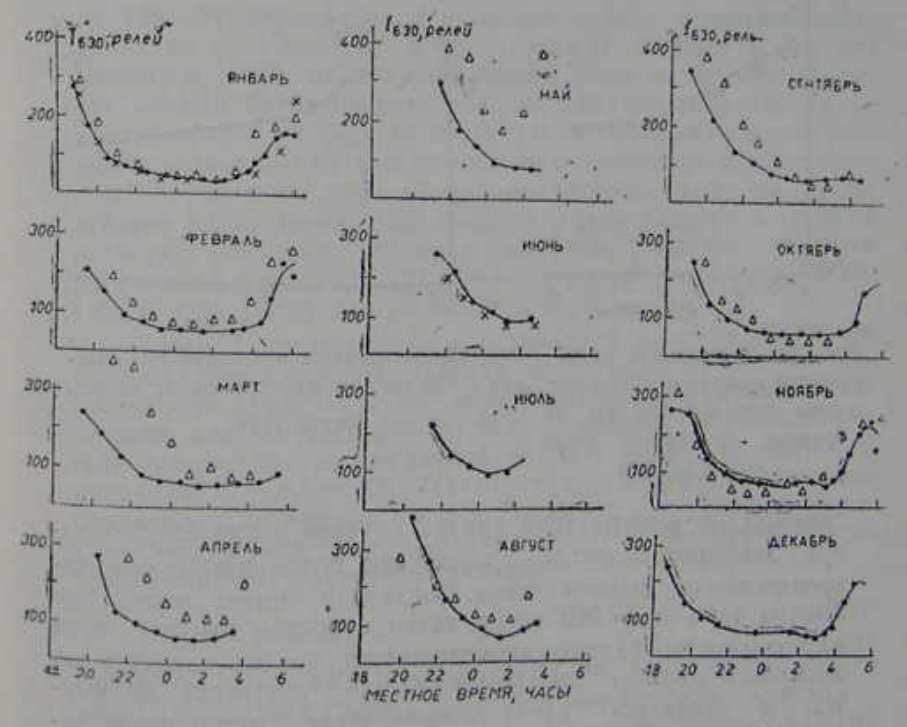 I630, релей
400
200
ЯНВАРЬ
I630, релей
400
200
МАЙ
I630, рель
400
200
СЕНТЯБРЬ
300
100
ФЕВРАЛЬ
300
100
ИЮНЬ
300
100
ОКТЯБРЬ
300
100
МАРТ
300
100
ИЮЛЬ
300
100
НОЯБРЬ
300
100
АПРЕЛЬ
18 20 22 0 2 4 6
300
100
АВГУСТ
18 20 22 0 2 4 6
300
100
ДЕКАБРЬ
18 20 22 0 2 4 6
МЕСТНОЕ ВРЕМЯ, ЧАСЫ